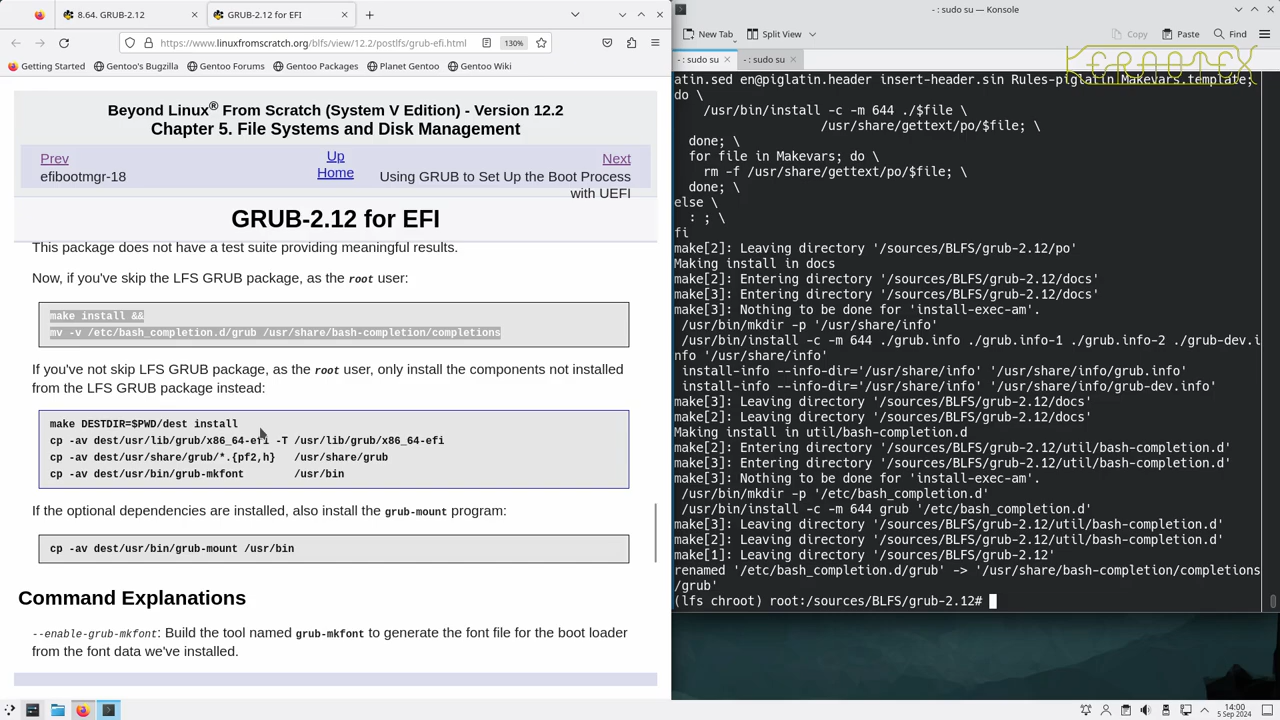 8.64. GRUB-2.12
GRUB-2.12 for EFI
https://www.linuxfromscratch.org/blfs/view/12.2/postlfs/grub-efi.html
130%
Getting Started
Gentoo's Bugzilla
Gentoo Forums
Gentoo Packages
Planet Gentoo
Gentoo Wiki
Beyond Linux® From Scratch (System V Edition) - Version 12.2
Chapter 5. File Systems and Disk Management
Prev
Up
Next
efibootmgr-18
Home
Using GRUB to Set Up the Boot Process
with UEFI
GRUB-2.12 for EFI
This package does not have a test suite providing meaningful results.
Now, if you've skip the LFS GRUB package, as the root user:
make install &&
mv -v /etc/bash_completion.d/grub /usr/share/bash-completion/completions
If you've not skip LFS GRUB package, as the root user, only install the components not installed
from the LFS GRUB package instead:
make DESTDIR=$PWD/dest install
cp -av dest/usr/lib/grub/x86_64-efi -T /usr/lib/grub/x86_64-efi
cp -av dest/usr/share/grub/*.{pf2,h}   /usr/share/grub
cp -av dest/usr/bin/grub-mkfont        /usr/bin
If the optional dependencies are installed, also install the grub-mount program:
cp -av dest/usr/bin/grub-mount /usr/bin
Command Explanations
--enable-grub-mkfont: Build the tool named grub-mkfont to generate the font file for the boot loader
from the font data we've installed.
- : sudo su — Konsole
New Tab
Split View
Copy
Paste
Find
- : sudo su
- : sudo su
KERNOTEX
atin.sed en@piglatin.header insert-header.sin Rules-piglatin Makevars.template;
do \
/usr/bin/install -c -m 644 ./$file \
/usr/share/gettext/po/$file; \
done; \
for file in Makevars; do \
rm -f /usr/share/gettext/po/$file; \
done; \
else \
: ; \
fi
make[2]: Leaving directory '/sources/BLFS/grub-2.12/po'
Making install in docs
make[2]: Entering directory '/sources/BLFS/grub-2.12/docs'
make[3]: Entering directory '/sources/BLFS/grub-2.12/docs'
make[3]: Nothing to be done for 'install-exec-am'.
/usr/bin/mkdir -p '/usr/share/info'
/usr/bin/install -c -m 644 ./grub.info ./grub.info-1 ./grub.info-2 ./grub-dev.i
nfo '/usr/share/info'
install-info --info-dir='/usr/share/info' '/usr/share/info/grub.info'
install-info --info-dir='/usr/share/info' '/usr/share/info/grub-dev.info'
make[3]: Leaving directory '/sources/BLFS/grub-2.12/docs'
make[2]: Leaving directory '/sources/BLFS/grub-2.12/docs'
Making install in util/bash-completion.d
make[2]: Entering directory '/sources/BLFS/grub-2.12/util/bash-completion.d'
make[3]: Entering directory '/sources/BLFS/grub-2.12/util/bash-completion.d'
make[3]: Nothing to be done for 'install-exec-am'.
/usr/bin/mkdir -p '/etc/bash_completion.d'
/usr/bin/install -c -m 644 grub '/etc/bash_completion.d'
make[3]: Leaving directory '/sources/BLFS/grub-2.12/util/bash-completion.d'
make[2]: Leaving directory '/sources/BLFS/grub-2.12/util/bash-completion.d'
make[1]: Leaving directory '/sources/BLFS/grub-2.12'
renamed '/etc/bash_completion.d/grub' -> '/usr/share/bash-completion/completions
/grub'
(lfs chroot) root:/sources/BLFS/grub-2.12#
14:00
5 Sep 2024